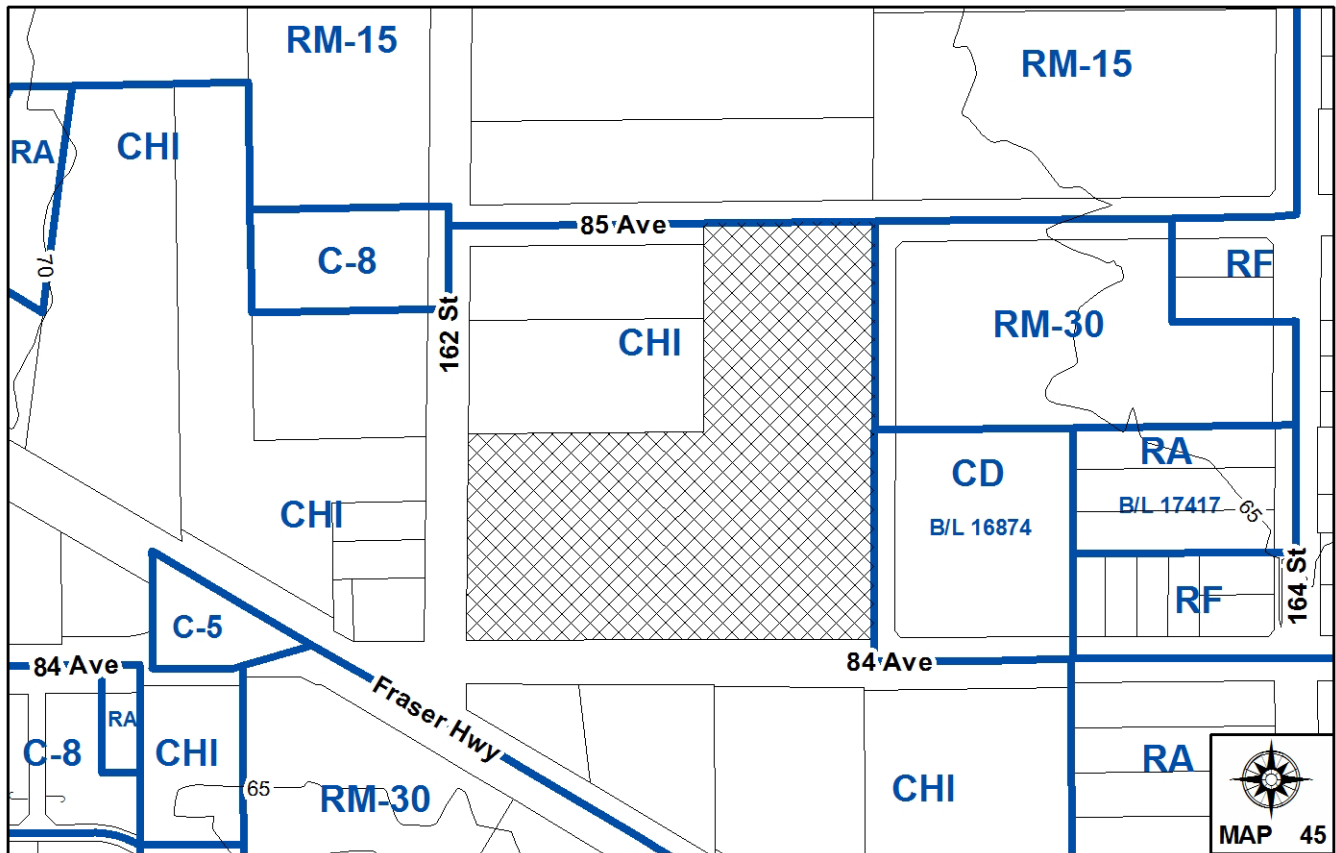 RM-15
RM-15
RA
CHI
85 Ave
C-8
RF
70
162 St
CHI
RM-30
RA
CD
B/L 17417
65
CHI
B/L 16874
164 St
C-5
RF
84 Ave
84 Ave
Fraser Hwy
RA
C-8
CHI
RA
65
RM-30
CHI
MAP 45